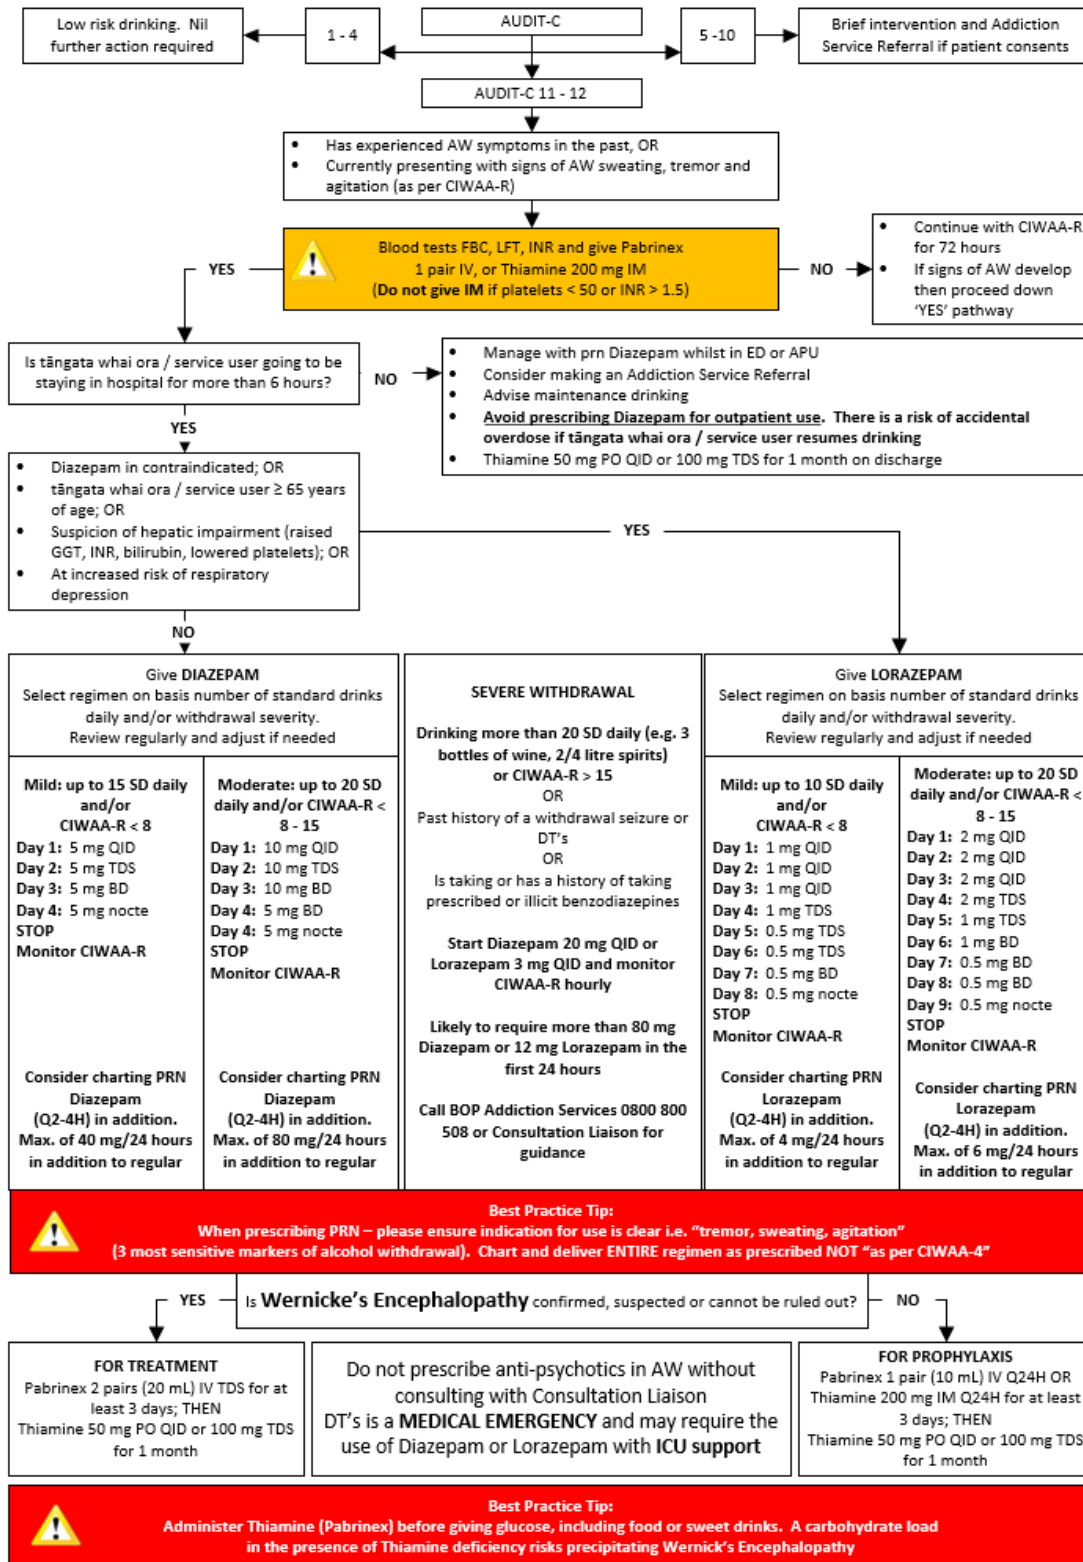 AUDIT-C
Low risk drinking. Nil
further action required
1 - 4
5 -10
Brief intervention and Addiction
Service Referral if patient consents
AUDIT-C 11 - 12
• Has experienced AW symptoms in the past, OR
• Currently presenting with signs of AW sweating, tremor and
agitation (as per CIWAA-R)
YES
Blood tests FBC, LFT, INR and give Pabrinex
1 pair IV, or Thiamine 200 mg IM
(Do not give IM if platelets < 50 or INR > 1.5)
NO
• Continue with CIWAA-R
for 72 hours
• If signs of AW develop
then proceed down
'YES' pathway
Is tāngata whai ora / service user going to be
staying in hospital for more than 6 hours?
NO
• Manage with prn Diazepam whilst in ED or APU
• Consider making an Addiction Service Referral
• Advise maintenance drinking
• Avoid prescribing Diazepam for outpatient use. There is a risk of accidental
overdose if tāngata whai ora / service user resumes drinking
• Thiamine 50 mg PO QID or 100 mg TDS for 1 month on discharge
YES
• Diazepam in contraindicated; OR
• tāngata whai ora / service user ≥ 65 years
of age; OR
• Suspicion of hepatic impairment (raised
GGT, INR, bilirubin, lowered platelets); OR
• At increased risk of respiratory
depression
YES
NO
Give DIAZEPAM
Select regimen on basis number of standard drinks
daily and/or withdrawal severity.
Review regularly and adjust if needed
Mild: up to 15 SD daily
and/or
CIWAA-R < 8
Day 1: 5 mg QID
Day 2: 5 mg TDS
Day 3: 5 mg BD
Day 4: 5 mg nocte
STOP
Monitor CIWAA-R
Consider charting PRN
Diazepam
(Q2-4H) in addition.
Max. of 40 mg/24 hours
in addition to regular
Moderate: up to 20 SD
daily and/or CIWAA-R <
8 - 15
Day 1: 10 mg QID
Day 2: 10 mg TDS
Day 3: 10 mg BD
Day 4: 5 mg BD
Day 4: 5 mg nocte
STOP
Monitor CIWAA-R
Consider charting PRN
Diazepam
(Q2-4H) in addition.
Max. of 80 mg/24 hours
in addition to regular
SEVERE WITHDRAWAL
Drinking more than 20 SD daily (e.g. 3
bottles of wine, 2/4 litre spirits)
or CIWAA-R > 15
OR
Past history of a withdrawal seizure or
DT's
OR
Is taking or has a history of taking
prescribed or illicit benzodiazepines
Start Diazepam 20 mg QID or
Lorazepam 3 mg QID and monitor
CIWAA-R hourly
Likely to require more than 80 mg
Diazepam or 12 mg Lorazepam in the
first 24 hours
Call BOP Addiction Services 0800 800
508 or Consultation Liaison for
guidance
Give LORAZEPAM
Select regimen on basis number of standard drinks
daily and/or withdrawal severity.
Review regularly and adjust if needed
Mild: up to 10 SD daily
and/or
CIWAA-R < 8
Day 1: 1 mg QID
Day 2: 1 mg QID
Day 3: 1 mg QID
Day 4: 1 mg TDS
Day 5: 0.5 mg TDS
Day 6: 0.5 mg TDS
Day 7: 0.5 mg BD
Day 8: 0.5 mg nocte
STOP
Monitor CIWAA-R
Consider charting PRN
Lorazepam
(Q2-4H) in addition.
Max. of 4 mg/24 hours
in addition to regular
Moderate: up to 20 SD
daily and/or CIWAA-R <
8 - 15
Day 1: 2 mg QID
Day 2: 2 mg QID
Day 3: 2 mg QID
Day 4: 2 mg TDS
Day 5: 1 mg TDS
Day 6: 1 mg BD
Day 7: 0.5 mg BD
Day 8: 0.5 mg BD
Day 9: 0.5 mg nocte
STOP
Monitor CIWAA-R
Consider charting PRN
Lorazepam
(Q2-4H) in addition.
Max. of 6 mg/24 hours
in addition to regular
Best Practice Tip:
When prescribing PRN – please ensure indication for use is clear i.e. "tremor, sweating, agitation"
(3 most sensitive markers of alcohol withdrawal). Chart and deliver ENTIRE regimen as prescribed NOT "as per CIWAA-4"
YES
Is Wernicke's Encephalopathy confirmed, suspected or cannot be ruled out?
NO
FOR TREATMENT
Pabrinex 2 pairs (20 mL) IV TDS for at
least 3 days; THEN
Thiamine 50 mg PO QID or 100 mg TDS
for 1 month
Do not prescribe anti-psychotics in AW without
consulting with Consultation Liaison
DT's is a MEDICAL EMERGENCY and may require the
use of Diazepam or Lorazepam with ICU support
FOR PROPHYLAXIS
Pabrinex 1 pair (10 mL) IV Q24H OR
Thiamine 200 mg IM Q24H for at least
3 days; THEN
Thiamine 50 mg PO QID or 100 mg TDS
for 1 month
Best Practice Tip:
Administer Thiamine (Pabrinex) before giving glucose, including food or sweet drinks. A carbohydrate load
in the presence of Thiamine deficiency risks precipitating Wernick's Encephalopathy